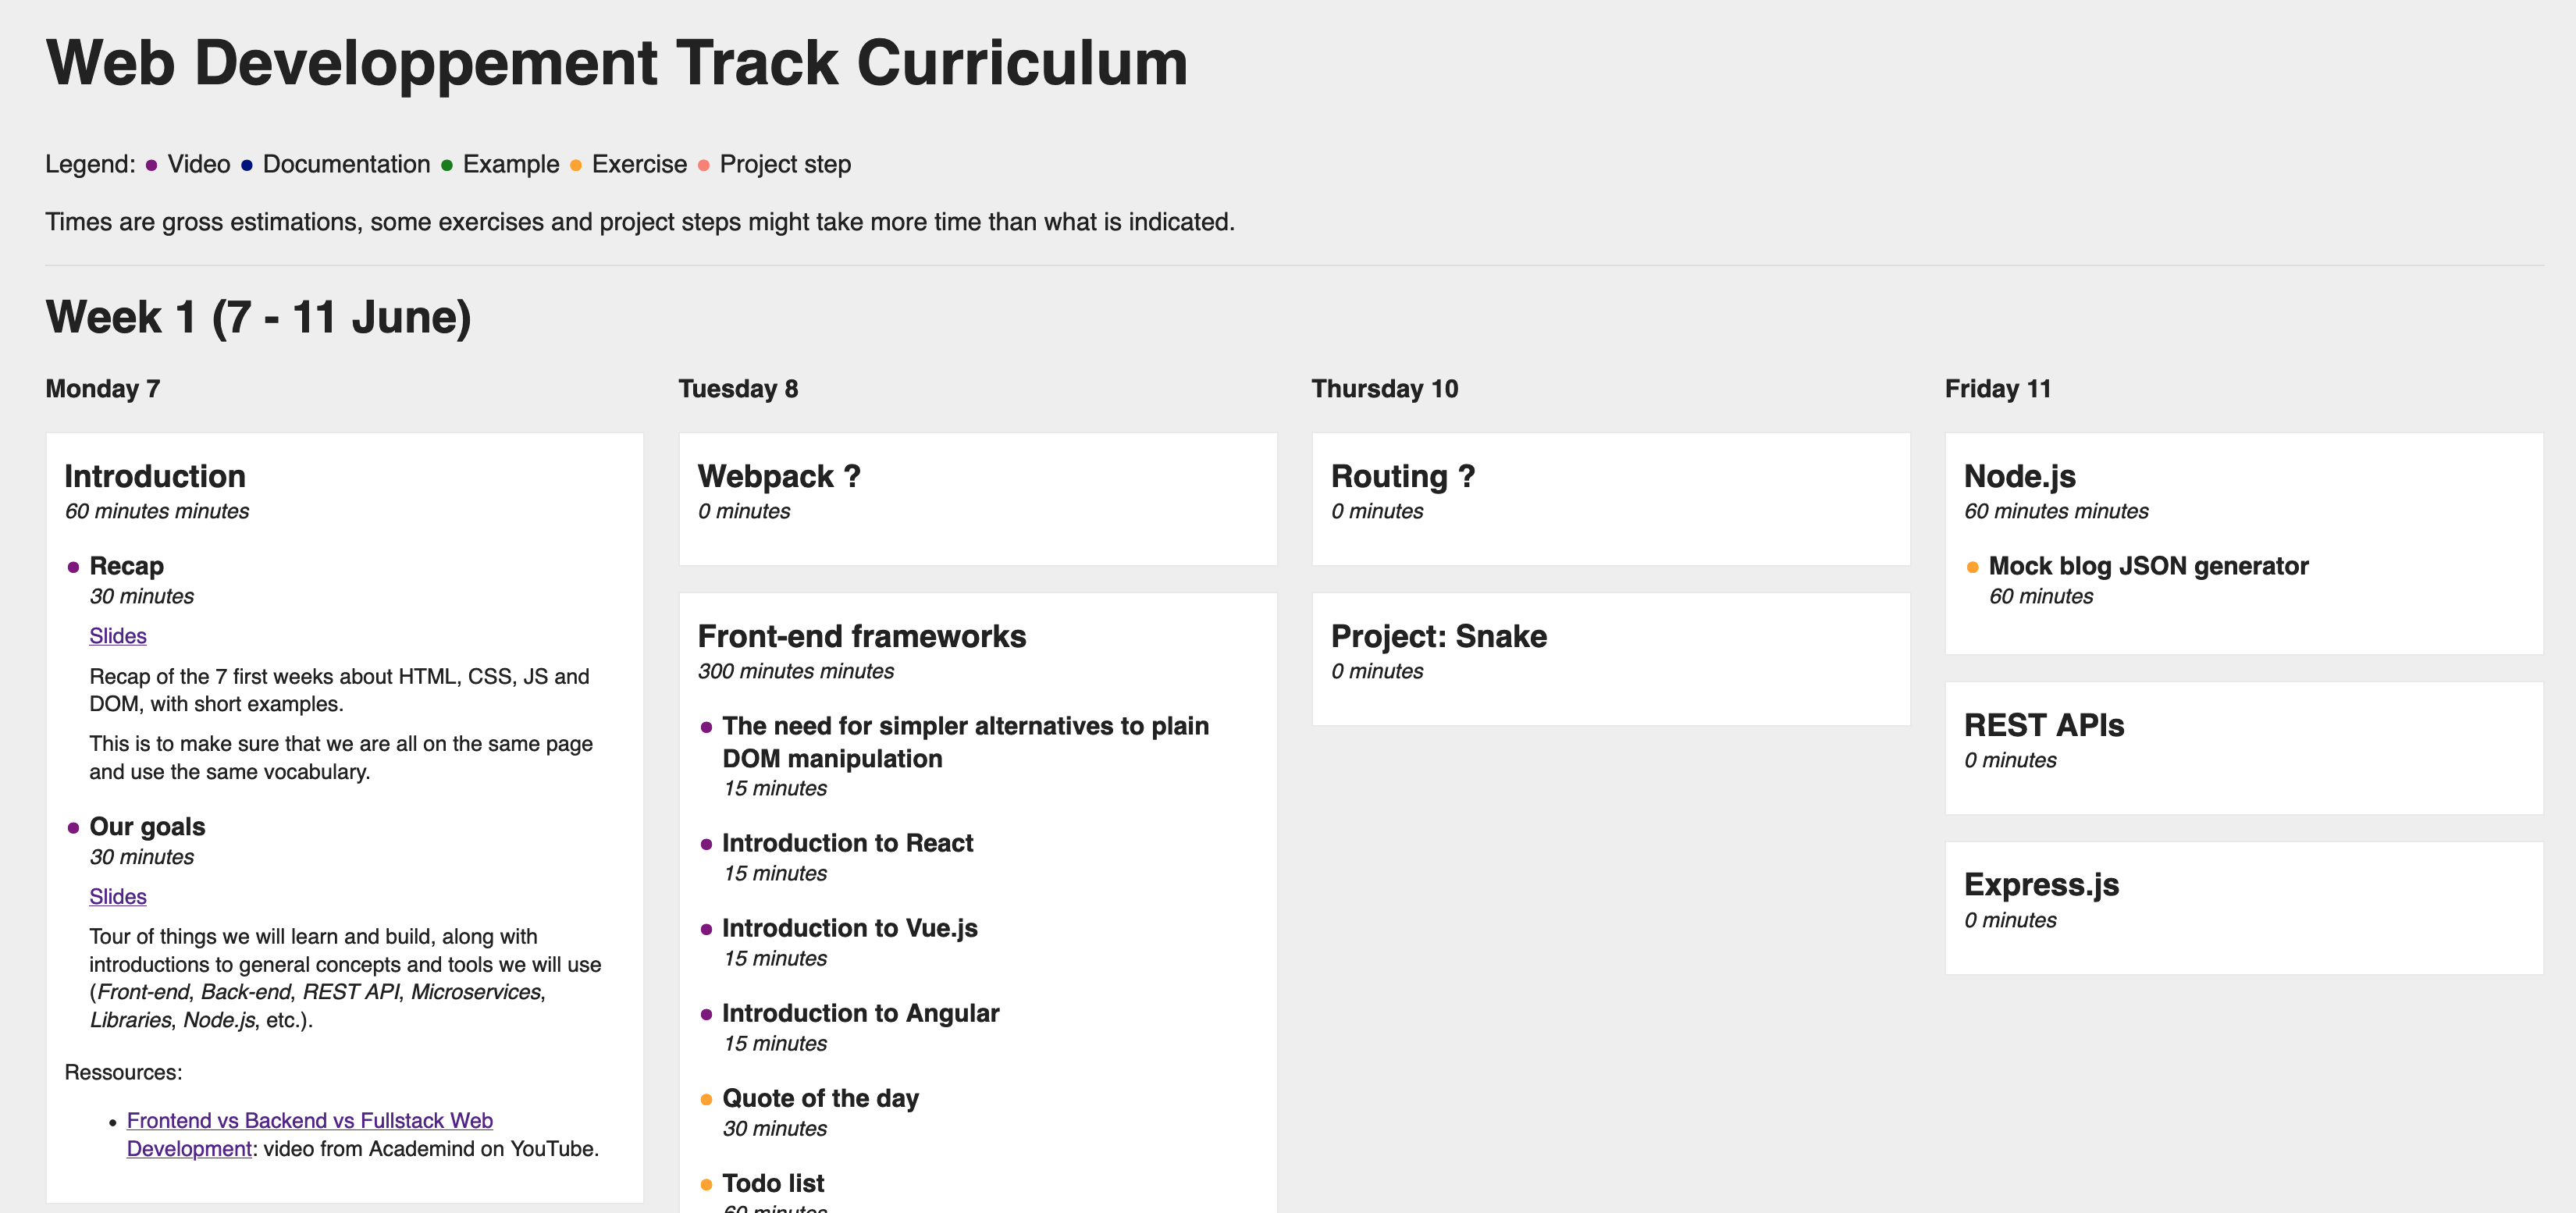 Web Developpement Track Curriculum
Legend: Video Documentation Example Exercise Project step
Times are gross estimations, some exercises and project steps might take more time than what is indicated.
Week 1 (7 - 11 June)
Monday 7
Introduction
60 minutes minutes
Recap
30 minutes
Slides
Recap of the 7 first weeks about HTML, CSS, JS and
DOM, with short examples.
This is to make sure that we are all on the same page
and use the same vocabulary.
Our goals
30 minutes
Slides
Tour of things we will learn and build, along with
introductions to general concepts and tools we will use
(Front-end, Back-end, REST API, Microservices,
Libraries, Node.js, etc.).
Ressources:
Frontend vs Backend vs Fullstack Web
Development: video from Academind on YouTube.
Tuesday 8
Webpack ?
0 minutes
Front-end frameworks
300 minutes minutes
The need for simpler alternatives to plain
DOM manipulation
15 minutes
Introduction to React
15 minutes
Introduction to Vue.js
15 minutes
Introduction to Angular
15 minutes
Quote of the day
30 minutes
Todo list
60 minutes
Thursday 10
Routing ?
0 minutes
Project: Snake
0 minutes
Friday 11
Node.js
60 minutes minutes
Mock blog JSON generator
60 minutes
REST APIs
0 minutes
Express.js
0 minutes